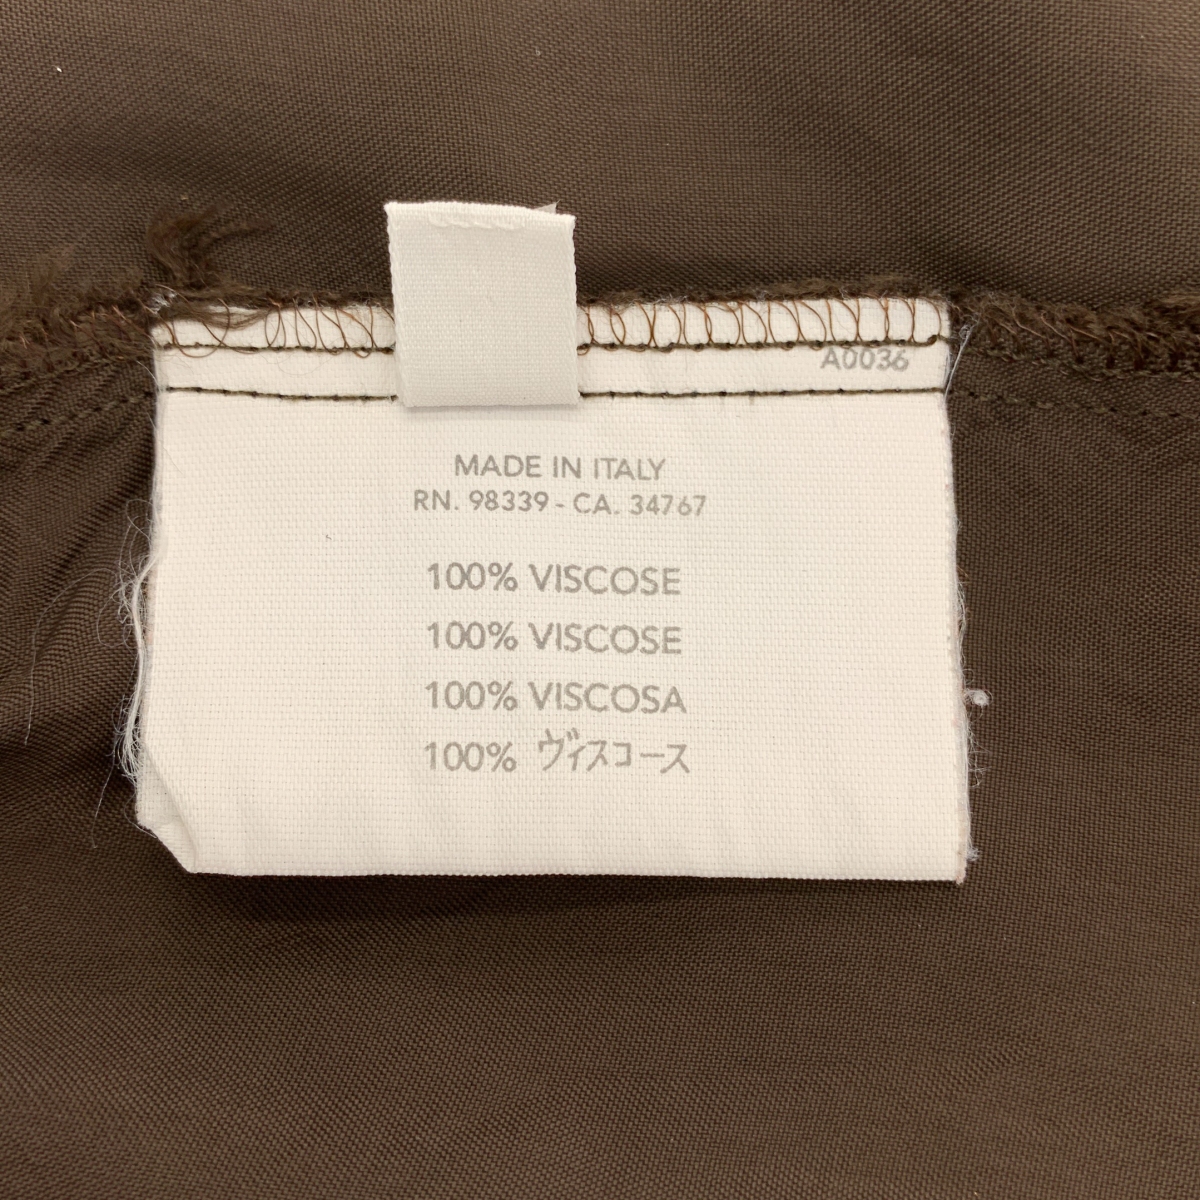 A0036
MADE IN ITALY
RN. 98339 - CA. 34767
100% VISCOSE
100% VISCOSE
100% VISCOSA
100% ヴィスコース